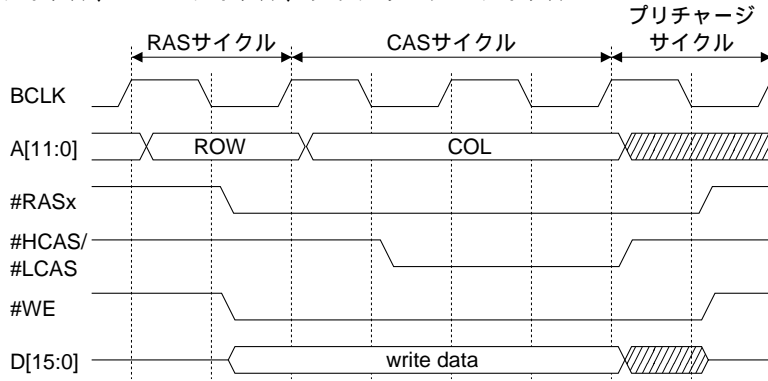 プリチャージ
RASサイクル CASサイクル サイクル
BCLK
A[11:0] ROW COL
#RASx
#HCAS/
#LCAS
#WE
D[15:0] write data